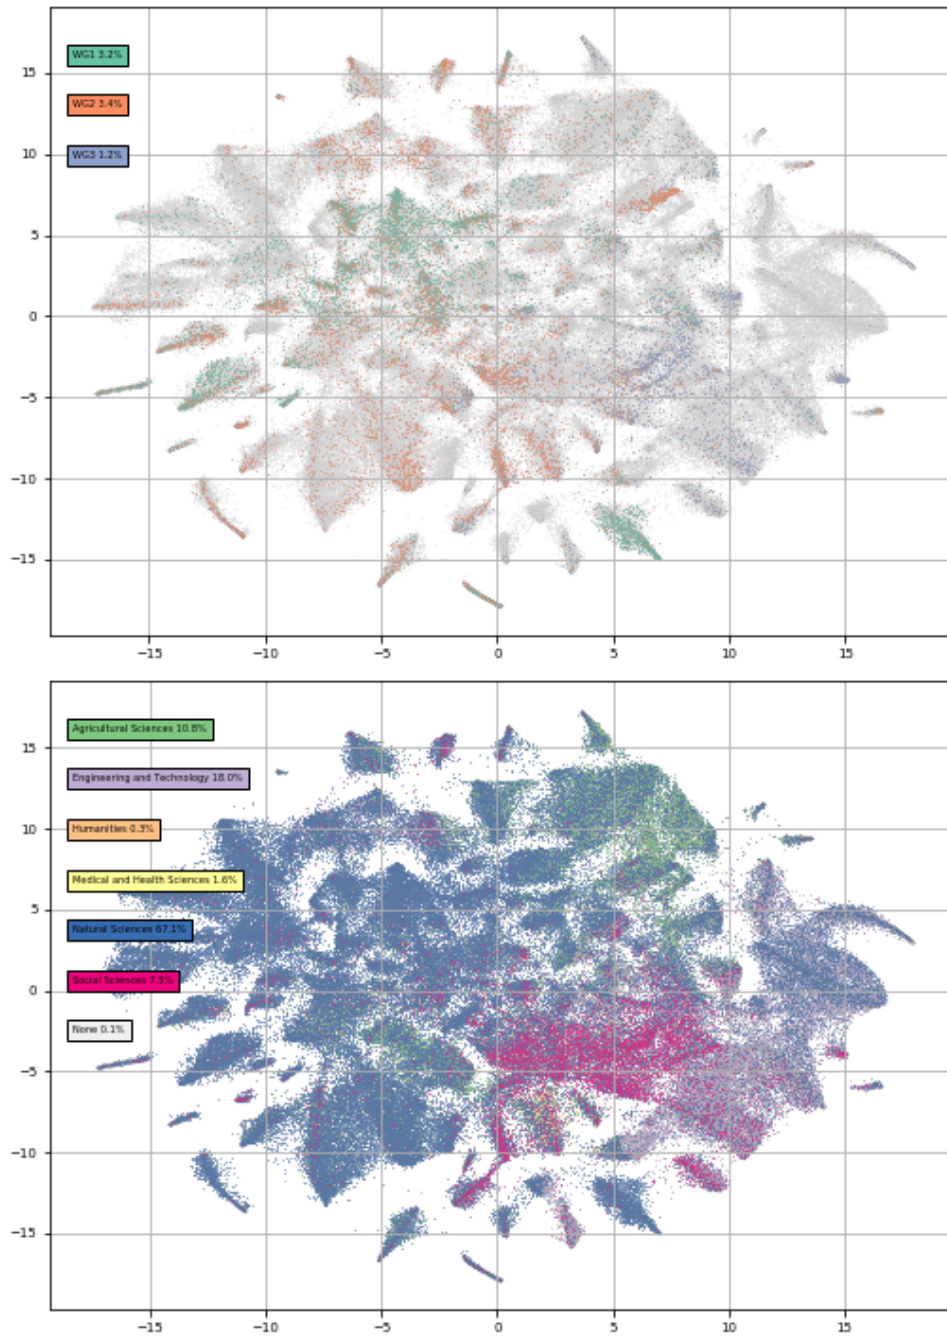 WG1 3.2%
WG2 3.4%
WG3 1.2%
15
10
5
0
−5
−10
−15
−15 −10 −5 0 5 10 15
Agricultural Sciences 10.8%
Engineering and Technology 18.0%
Humanities 0.3%
Medical and Health Sciences 1.6%
Natural Sciences 67.1%
Social Sciences 7.5%
None 0.1%
15
10
5
0
−5
−10
−15
−15 −10 −5 0 5 10 15